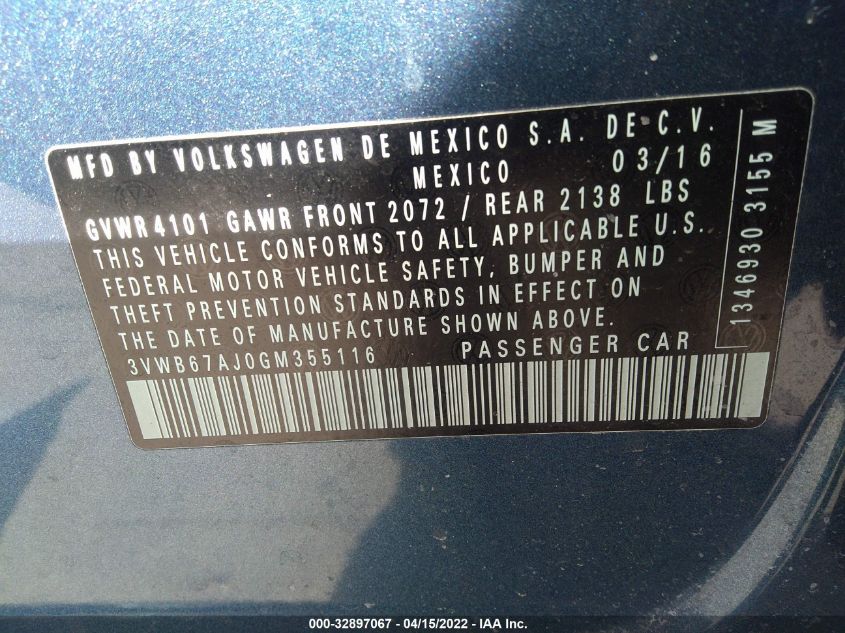 MFD BY VOLKSWAGEN DE MEXICO S.A. DE C.V.
MEXICO 03/16
GVWR 4101 GAWR FRONT 2072 / REAR 2138 LBS
THIS VEHICLE CONFORMS TO ALL APPLICABLE U.S.
FEDERAL MOTOR VEHICLE SAFETY, BUMPER AND
THEFT PREVENTION STANDARDS IN EFFECT ON
THE DATE OF MANUFACTURE SHOWN ABOVE.
3VWB67AJ0GM355116 PASSENGER CAR
1346930 3155 M
000-32897067 - 04/15/2022 - IAA Inc.